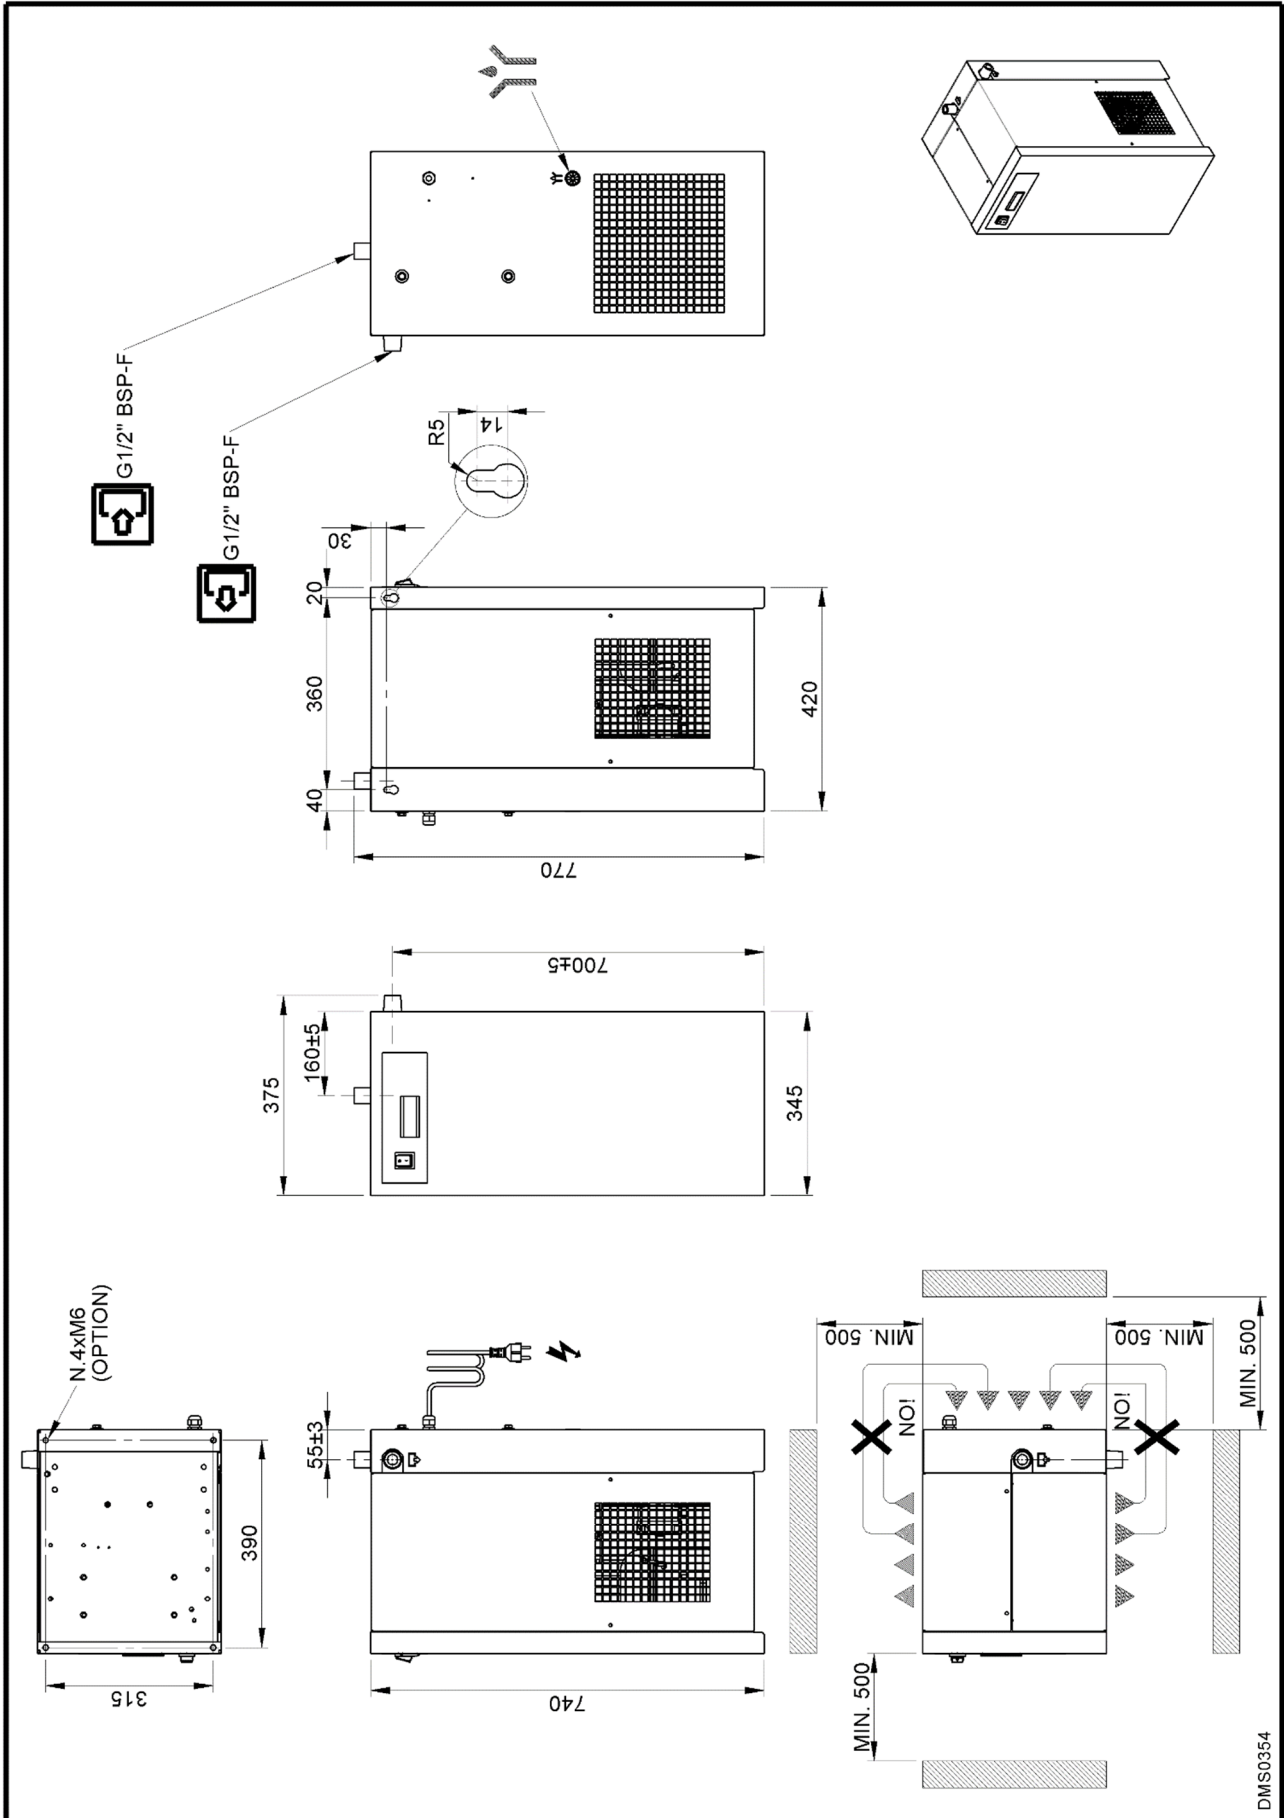 G1/2" BSP-F
G1/2" BSP-F
R5
14
30
20
360
40
420
770
700±5
375
160±5
345
N.4xM6
(OPTION)
390
315
55±3
740
MIN. 500
MIN. 500
MIN. 500
NO!
NO!
MIN. 500
DMS0354